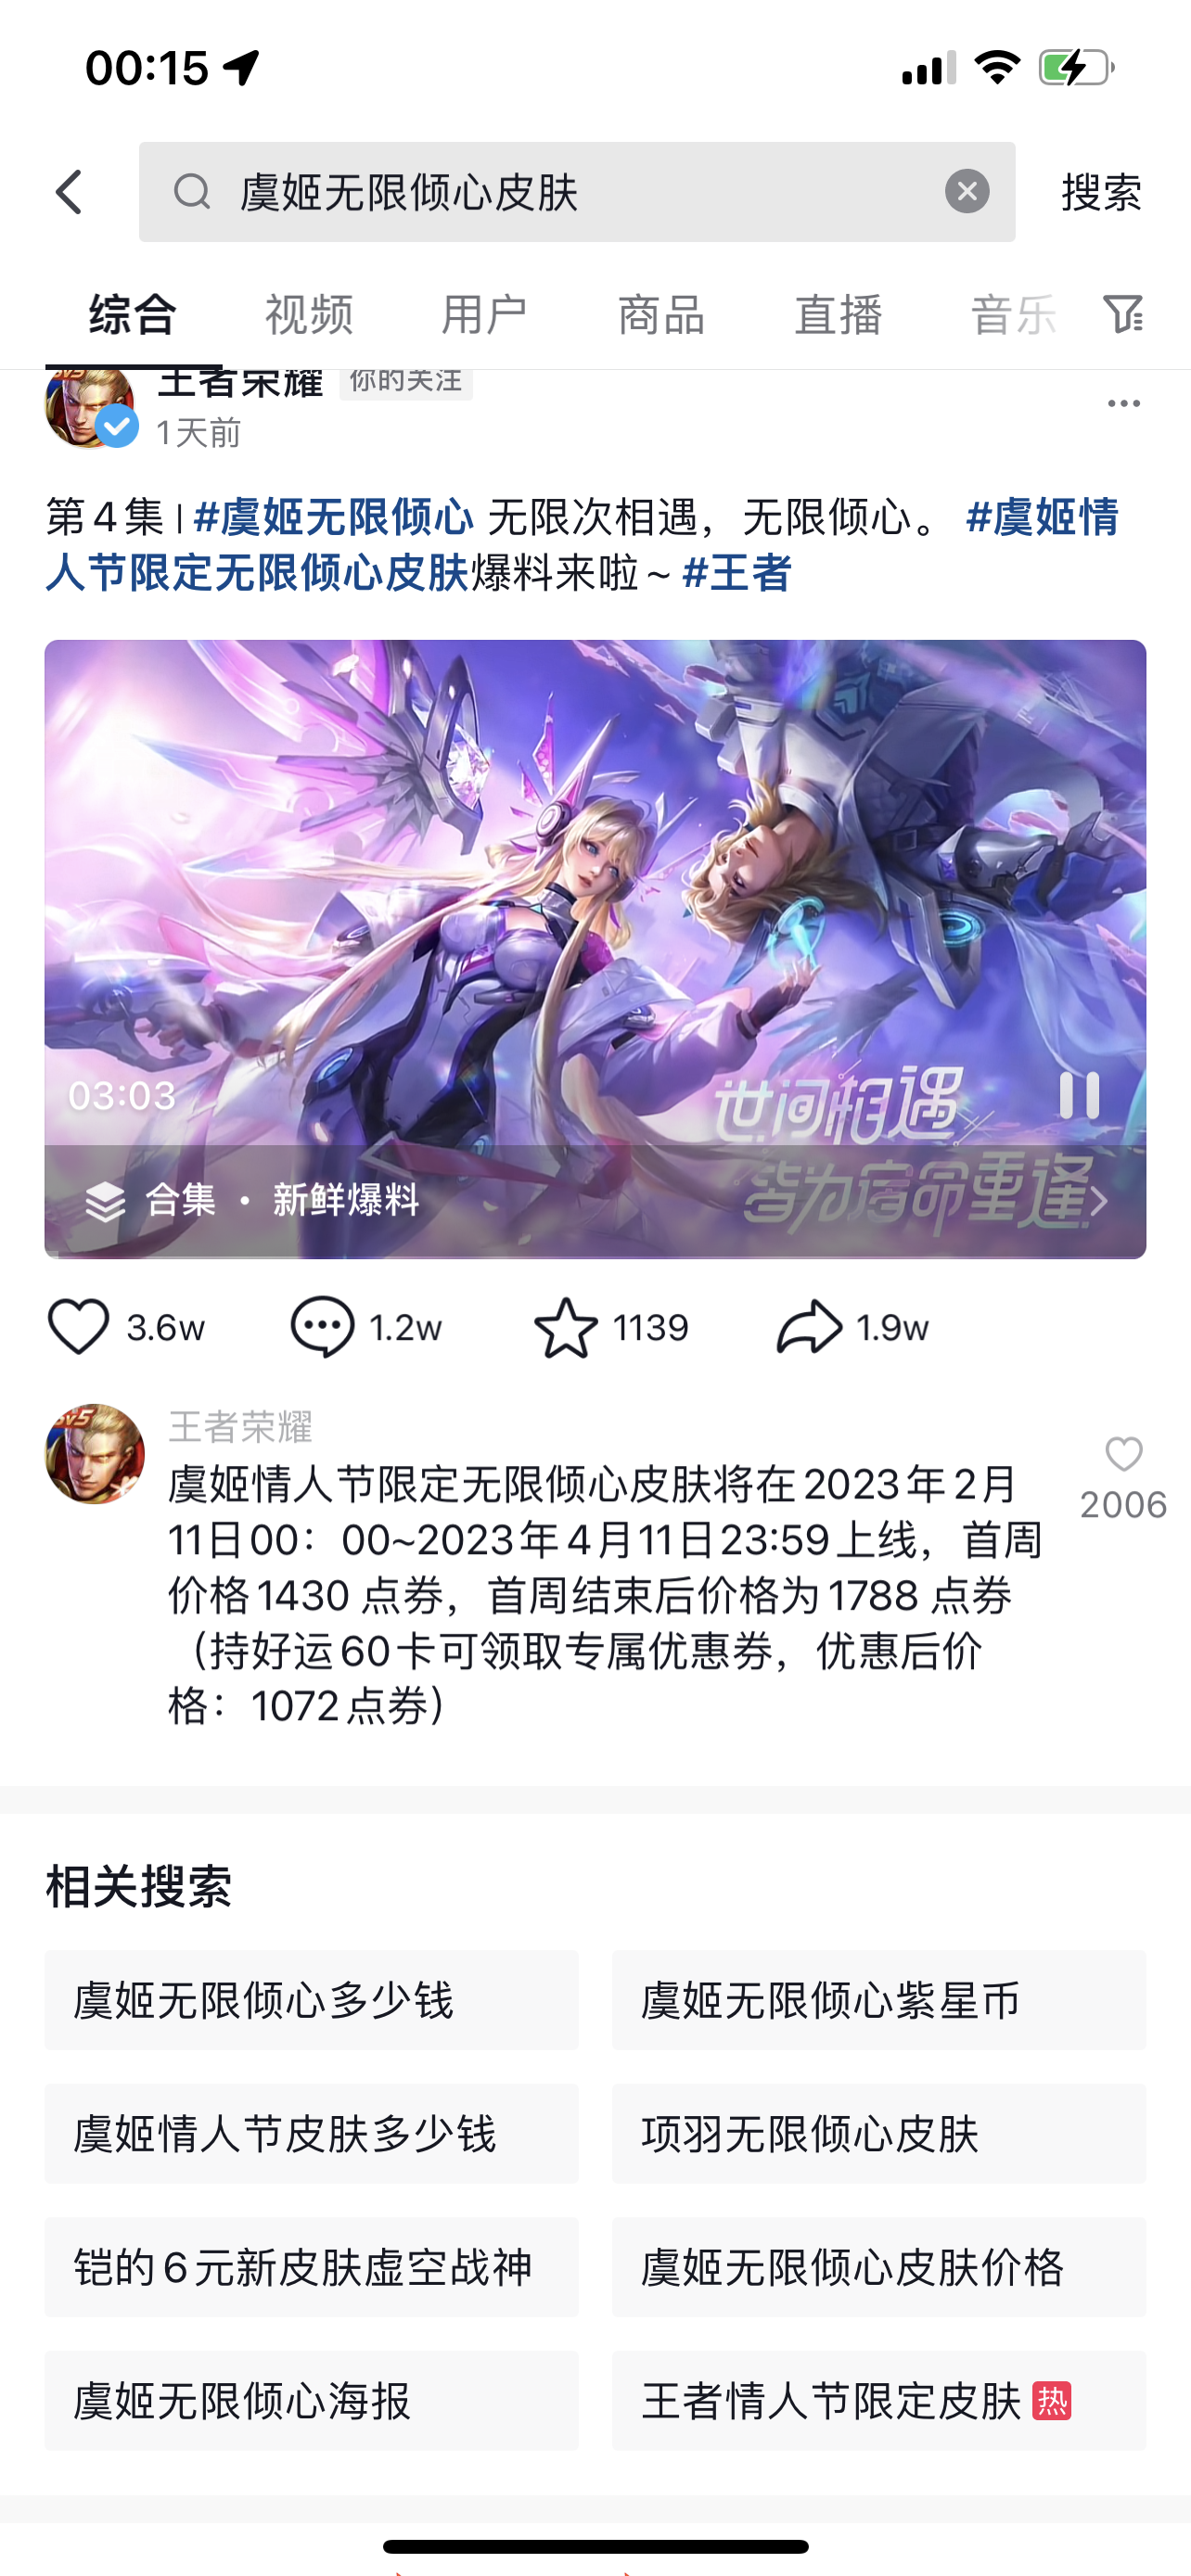 00:15
虞姬无限倾心皮肤
搜索
综合 视频 用户 商品 直播 音乐
王者荣耀 你的关注
1天前
第4集 | #虞姬无限倾心 无限次相遇，无限倾心。 #虞姬情
人节限定无限倾心皮肤爆料来啦~ #王者
世间相遇
皆为宿命重逢
03:03
合集 · 新鲜爆料
3.6w 1.2w 1139 1.9w
王者荣耀
虞姬情人节限定无限倾心皮肤将在2023年2月
11日00：00~2023年4月11日23:59上线，首周
价格1430 点券，首周结束后价格为1788 点券
（持好运60卡可领取专属优惠券，优惠后价
格：1072点券）
2006
相关搜索
虞姬无限倾心多少钱 虞姬无限倾心紫星币
虞姬情人节皮肤多少钱 项羽无限倾心皮肤
铠的6元新皮肤虚空战神 虞姬无限倾心皮肤价格
虞姬无限倾心海报 王者情人节限定皮肤 热